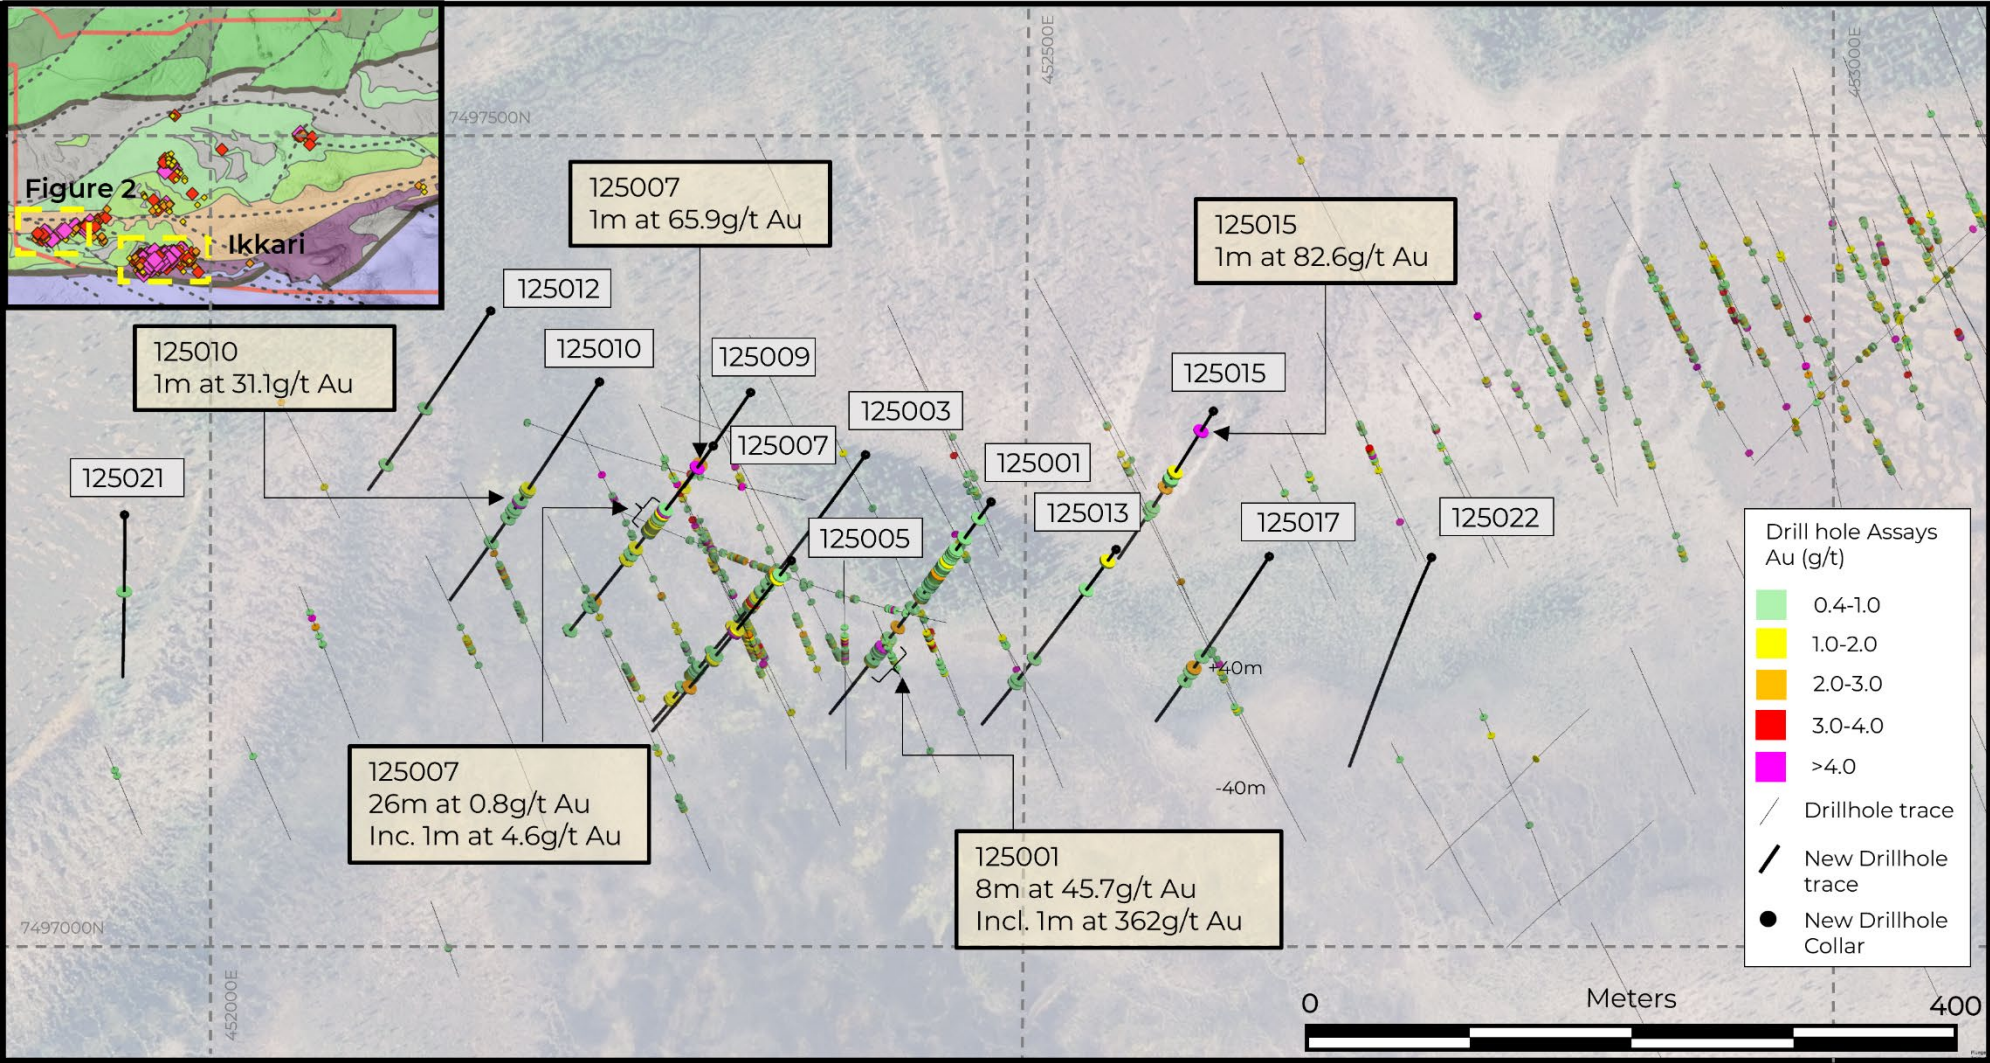 Figure 2
Ikkari
452500E
453000E
7497500N
125007
1m at 65.9g/t Au
125015
1m at 82.6g/t Au
125012
125010
1m at 31.1g/t Au
125010
125009
125015
125003
125007
125001
125021
125013
125017
125022
125005
Drill hole Assays
Au (g/t)
0.4-1.0
1.0-2.0
2.0-3.0
3.0-4.0
>4.0
Drillhole trace
New Drillhole
trace
New Drillhole
Collar
+40m
-40m
125007
26m at 0.8g/t Au
Inc. 1m at 4.6g/t Au
125001
8m at 45.7g/t Au
Incl. 1m at 362g/t Au
7497000N
452000E
0
Meters
400